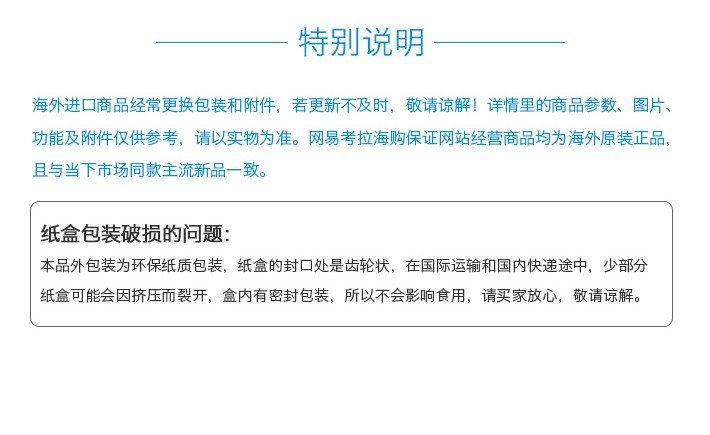 特别说明
海外进口商品经常更换包装和附件，若更新不及时，敬请谅解！详情里的商品参数、图片、
功能及附件仅供参考，请以实物为准。网易考拉海购保证网站经营商品均为海外原装正品，
且与当下市场同款主流新品一致。
纸盒包装破损的问题：
本品外包装为环保纸质包装，纸盒的封口处是齿轮状，在国际运输和国内快递途中，少部分
纸盒可能会因挤压而裂开，盒内有密封包装，所以不会影响食用，请买家放心，敬请谅解。